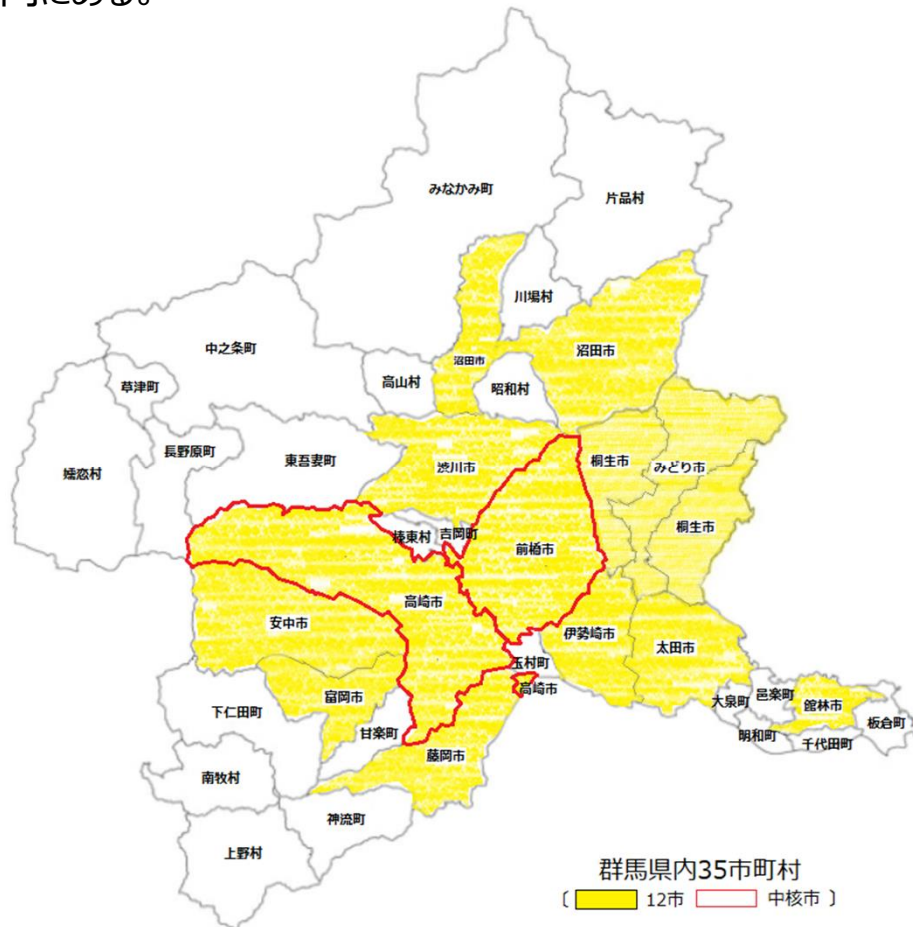 みなかみ町
片品村
川場村
中之条町
沼田市
沼田市
高山村
昭和村
草津町
長野原町
東吾妻町
嬬恋村
渋川市
桐生市
みどり市
桐生市
榛東村
吉岡町
前橋市
高崎市
安中市
伊勢崎市
太田市
玉村町
高崎市
富岡市
下仁田町
甘楽町
藤岡市
大泉町
邑楽町
館林市
板倉町
明和町
千代田町
南牧村
神流町
上野村
群馬県内35市町村
〔 12市 中核市 〕